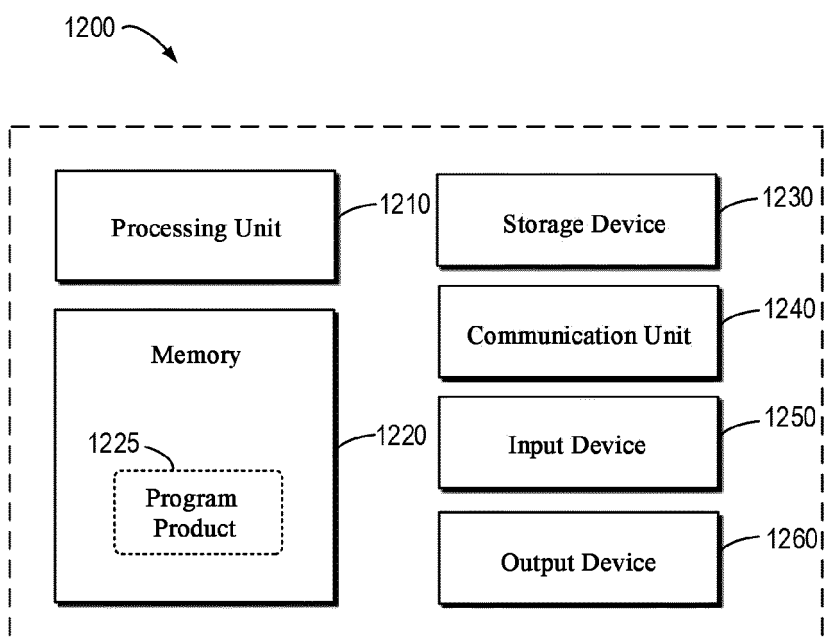 1200
Processing Unit
1210
Memory
1220
1225
Program
Product
Storage Device
1230
Communication Unit
1240
Input Device
1250
Output Device
1260